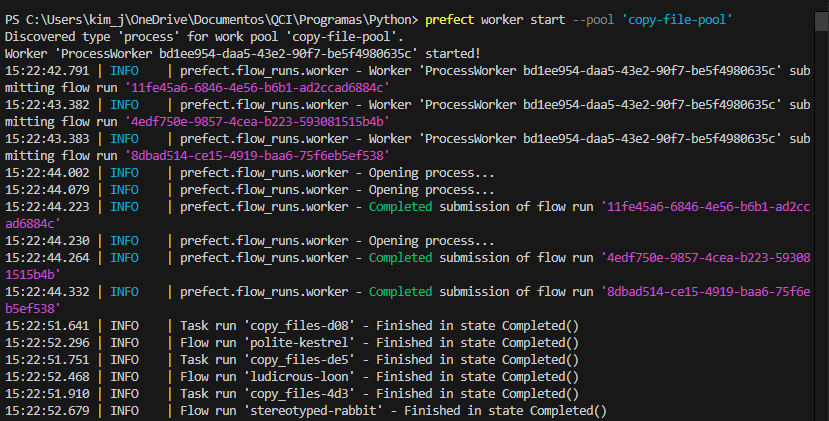 PS C:\Users\kim_j\OneDrive\Documentos\QCI\Programas\Python> prefect worker start --pool 'copy-file-pool'
Discovered type 'process' for work pool 'copy-file-pool'.
Worker 'ProcessWorker bd1ee954-daa5-43e2-90f7-be5f4980635c' started!
15:22:42.791 | INFO    | prefect.flow_runs.worker - Worker 'ProcessWorker bd1ee954-daa5-43e2-90f7-be5f4980635c' sub
mitting flow run '11fe45a6-6846-4e56-b6b1-ad2ccad6884c'
15:22:43.382 | INFO    | prefect.flow_runs.worker - Worker 'ProcessWorker bd1ee954-daa5-43e2-90f7-be5f4980635c' sub
mitting flow run '4edf750e-9857-4cea-b223-593081515b4b'
15:22:43.383 | INFO    | prefect.flow_runs.worker - Worker 'ProcessWorker bd1ee954-daa5-43e2-90f7-be5f4980635c' sub
mitting flow run '8dbad514-ce15-4919-baa6-75f6eb5ef538'
15:22:44.002 | INFO    | prefect.flow_runs.worker - Opening process...
15:22:44.079 | INFO    | prefect.flow_runs.worker - Opening process...
15:22:44.223 | INFO    | prefect.flow_runs.worker - Completed submission of flow run '11fe45a6-6846-4e56-b6b1-ad2cc
ad6884c'
15:22:44.230 | INFO    | prefect.flow_runs.worker - Opening process...
15:22:44.264 | INFO    | prefect.flow_runs.worker - Completed submission of flow run '4edf750e-9857-4cea-b223-59308
1515b4b'
15:22:44.332 | INFO    | prefect.flow_runs.worker - Completed submission of flow run '8dbad514-ce15-4919-baa6-75f6e
b5ef538'
15:22:51.641 | INFO    | Task run 'copy_files-d08' - Finished in state Completed()
15:22:52.296 | INFO    | Flow run 'polite-kestrel' - Finished in state Completed()
15:22:51.751 | INFO    | Task run 'copy_files-de5' - Finished in state Completed()
15:22:52.468 | INFO    | Flow run 'ludicrous-loon' - Finished in state Completed()
15:22:51.910 | INFO    | Task run 'copy_files-4d3' - Finished in state Completed()
15:22:52.679 | INFO    | Flow run 'stereotyped-rabbit' - Finished in state Completed()